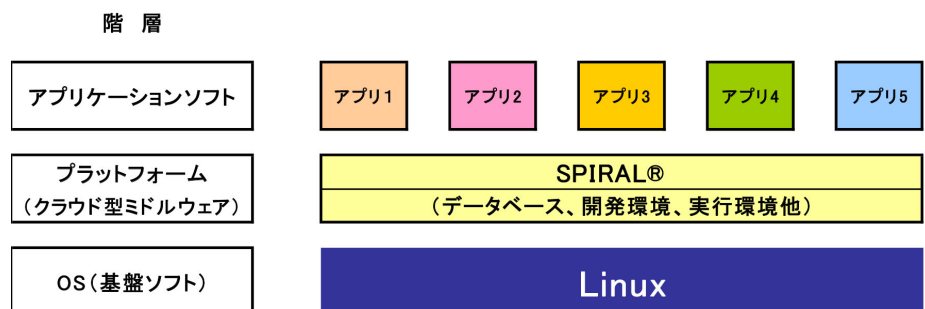 階 層
アプリケーションソフト
アプリ1
アプリ2
アプリ3
アプリ4
アプリ5
プラットフォーム
(クラウド型ミドルウェア)
SPIRAL®
(データベース、開発環境、実行環境他)
OS(基盤ソフト)
Linux